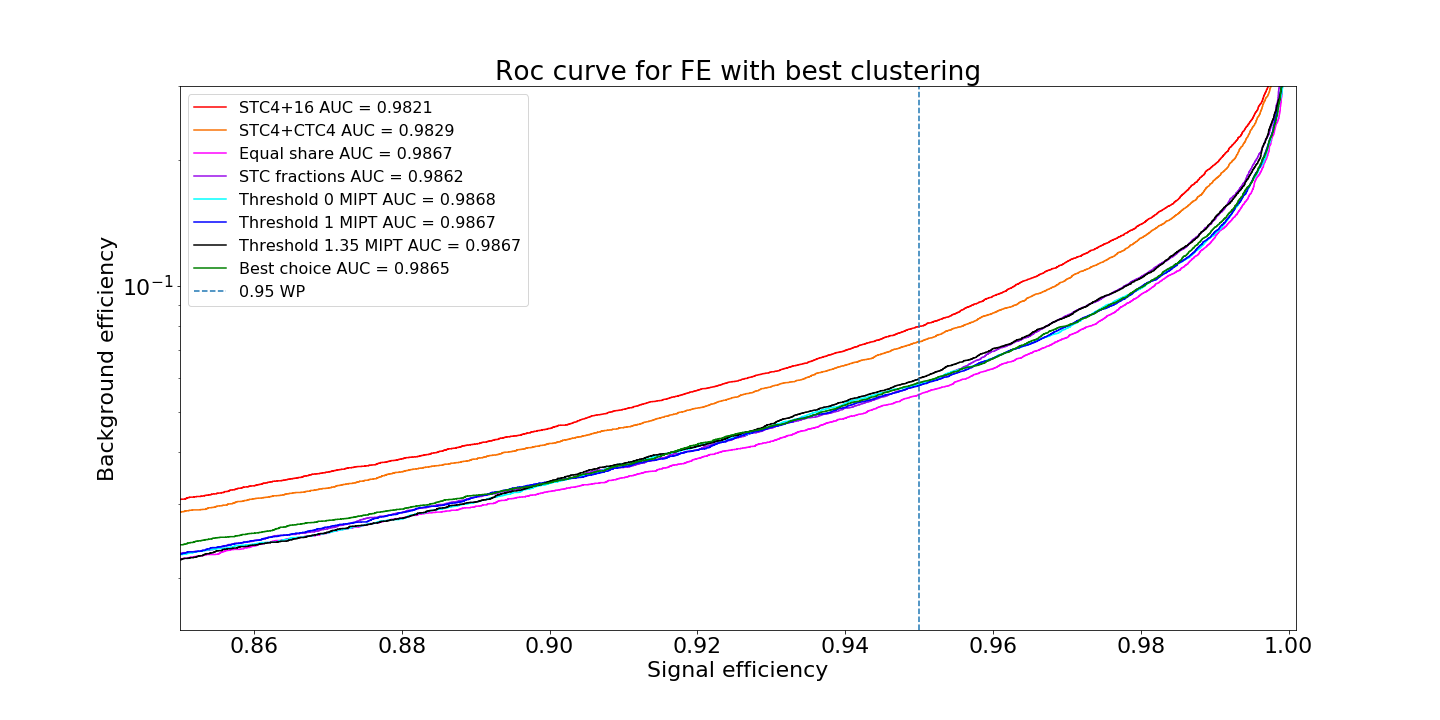 Roc curve for FE with best clustering
STC4+16 AUC = 0.9821
STC4+CTC4 AUC = 0.9829
Equal share AUC = 0.9867
STC fractions AUC = 0.9862
Threshold 0 MIPT AUC = 0.9868
Threshold 1 MIPT AUC = 0.9867
Threshold 1.35 MIPT AUC = 0.9867
Best choice AUC = 0.9865
0.95 WP
Background efficiency
10⁻¹
0.86 0.88 0.90 0.92 0.94 0.96 0.98 1.00
Signal efficiency